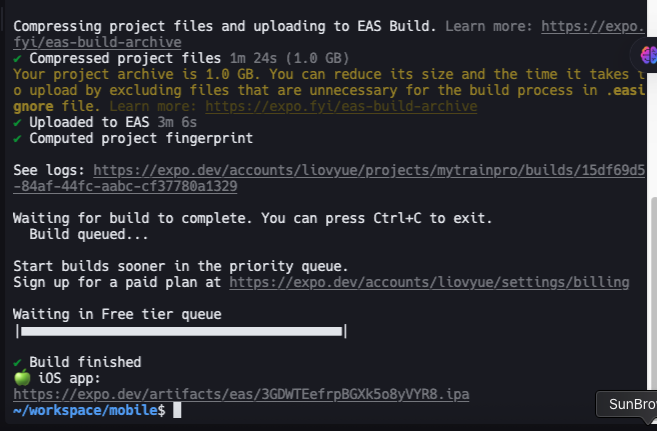 Compressing project files and uploading to EAS Build. Learn more: https://expo.
fyi/eas-build-archive
✔ Compressed project files 1m 24s (1.0 GB)
Your project archive is 1.0 GB. You can reduce its size and the time it takes t
o upload by excluding files that are unnecessary for the build process in .easi
gnore file. Learn more: https://expo.fyi/eas-build-archive
✔ Uploaded to EAS 3m 6s
✔ Computed project fingerprint
See logs: https://expo.dev/accounts/liovyue/projects/mytrainpro/builds/15df69d5
-84af-44fc-aabc-cf37780a1329
Waiting for build to complete. You can press Ctrl+C to exit.
Build queued...
Start builds sooner in the priority queue.
Sign up for a paid plan at https://expo.dev/accounts/liovyue/settings/billing
Waiting in Free tier queue
✔ Build finished
🍏 iOS app:
https://expo.dev/artifacts/eas/3GDWTEefrpBGXk5o8yVYR8.ipa
~/workspace/mobile$
SunBro